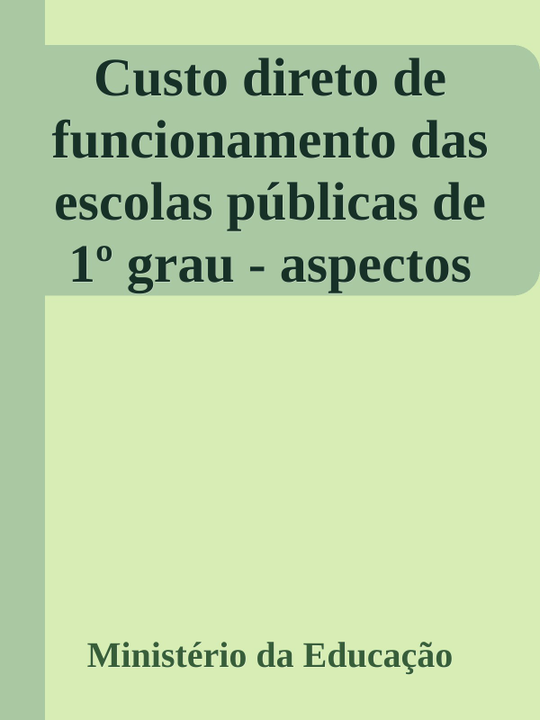 Custo direto de
funcionamento das
escolas públicas de
1º grau - aspectos
Ministério da Educação